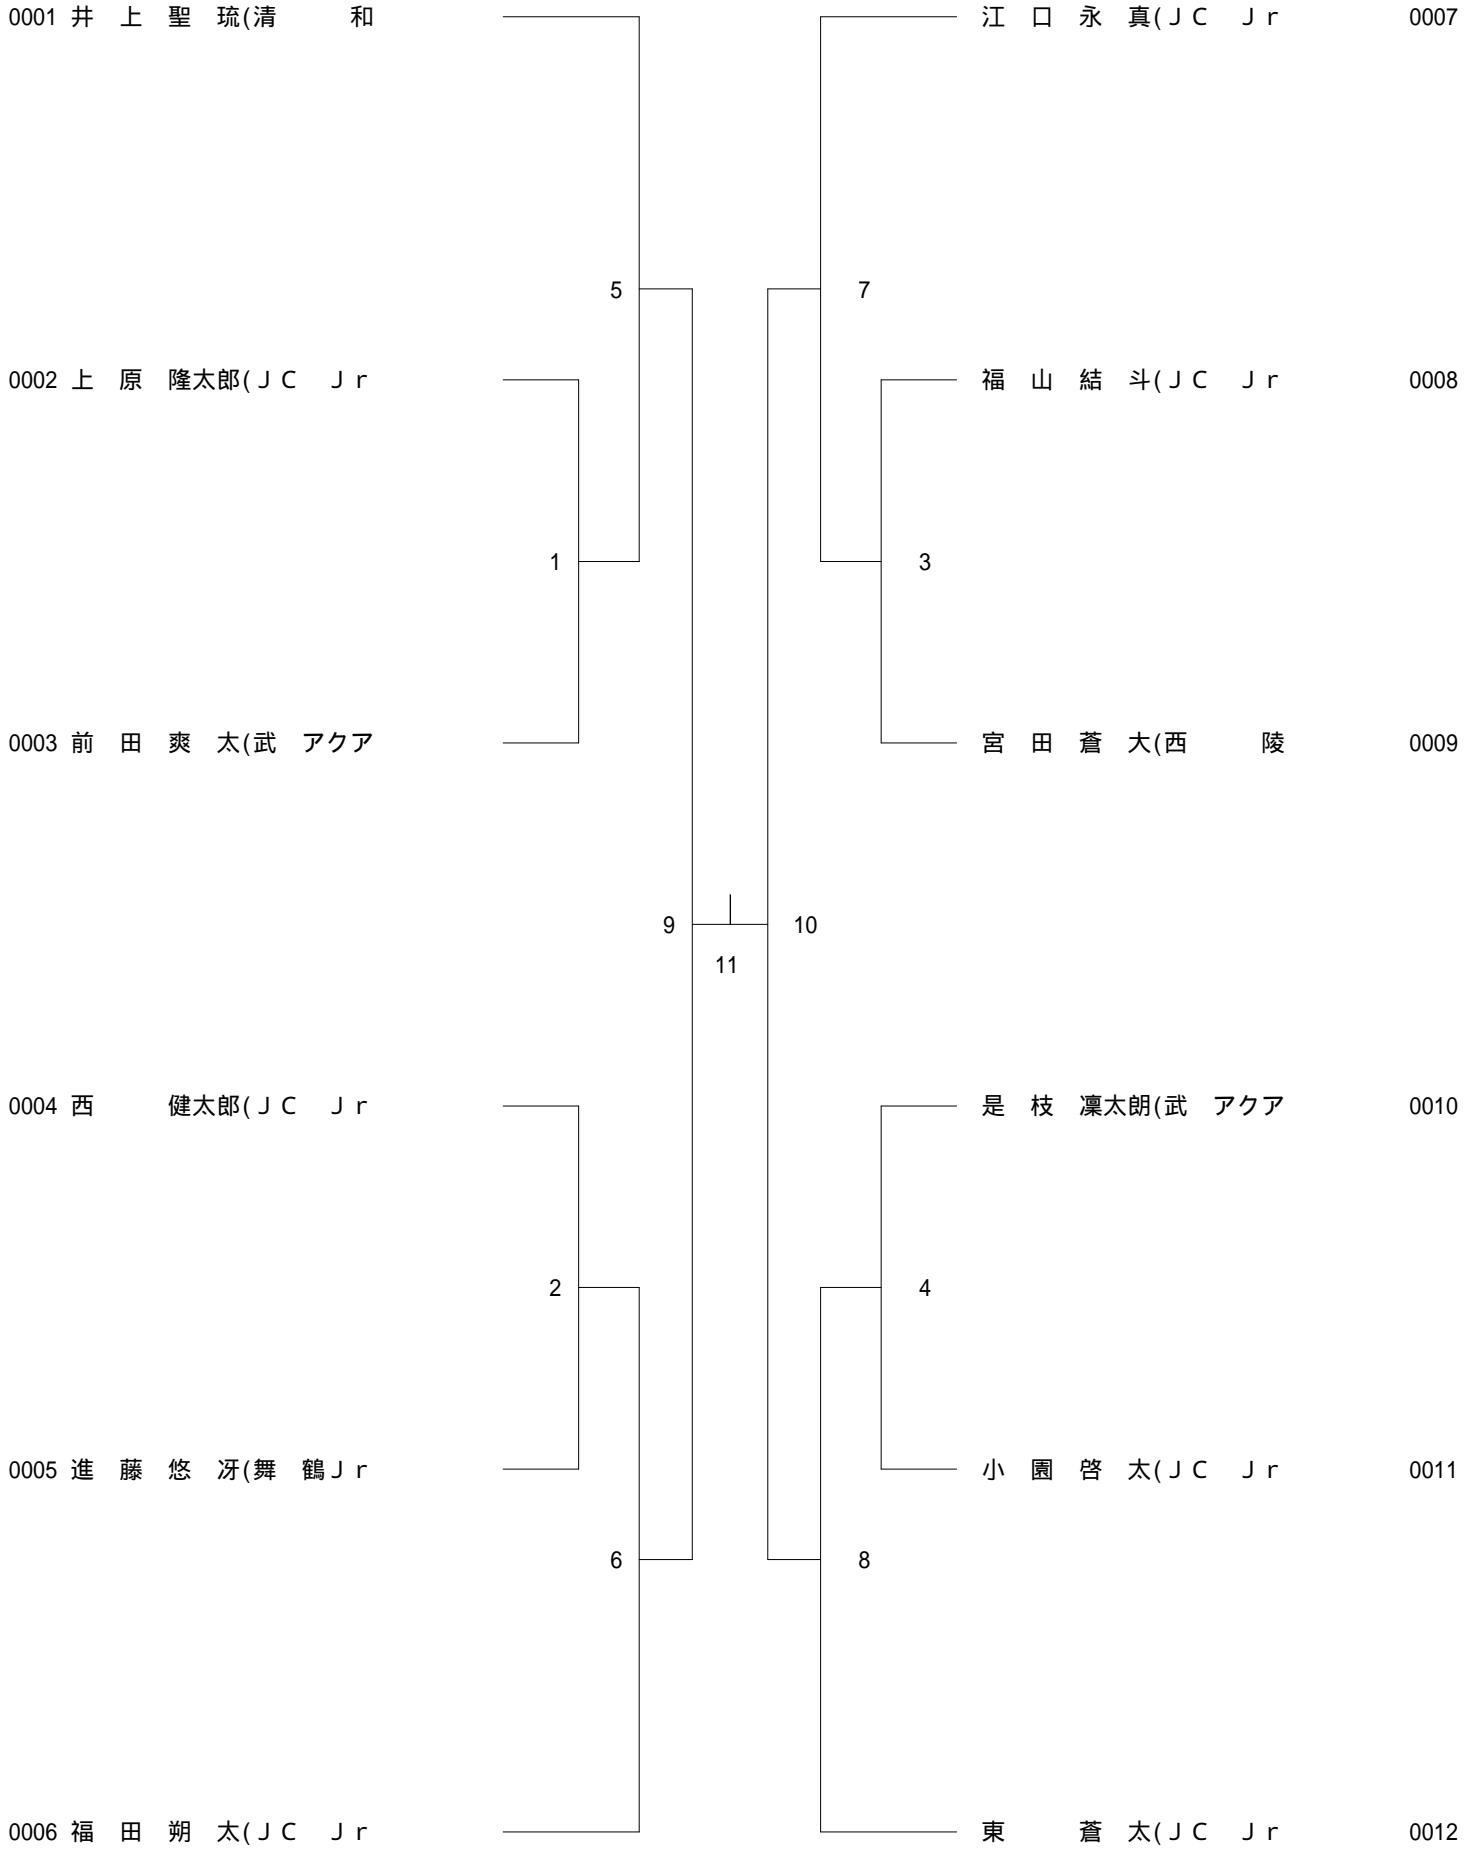 0001 井　上　聖　琉(清　　　和
江　口　永　真(ＪＣ　Ｊｒ 0007
5
7
0002 上　原　隆太郎(ＪＣ　Ｊｒ
福　山　結　斗(ＪＣ　Ｊｒ 0008
1
3
0003 前　田　爽　太(武　アクア
宮　田　蒼　大(西　　　陵 0009
9
10
11
0004 西　　　健太郎(ＪＣ　Ｊｒ
是　枝　凜太朗(武　アクア 0010
2
4
0005 進　藤　悠　冴(舞　鶴Ｊｒ
小　園　啓　太(ＪＣ　Ｊｒ 0011
6
8
0006 福　田　朔　太(ＪＣ　Ｊｒ
東　　　蒼　太(ＪＣ　Ｊｒ 0012